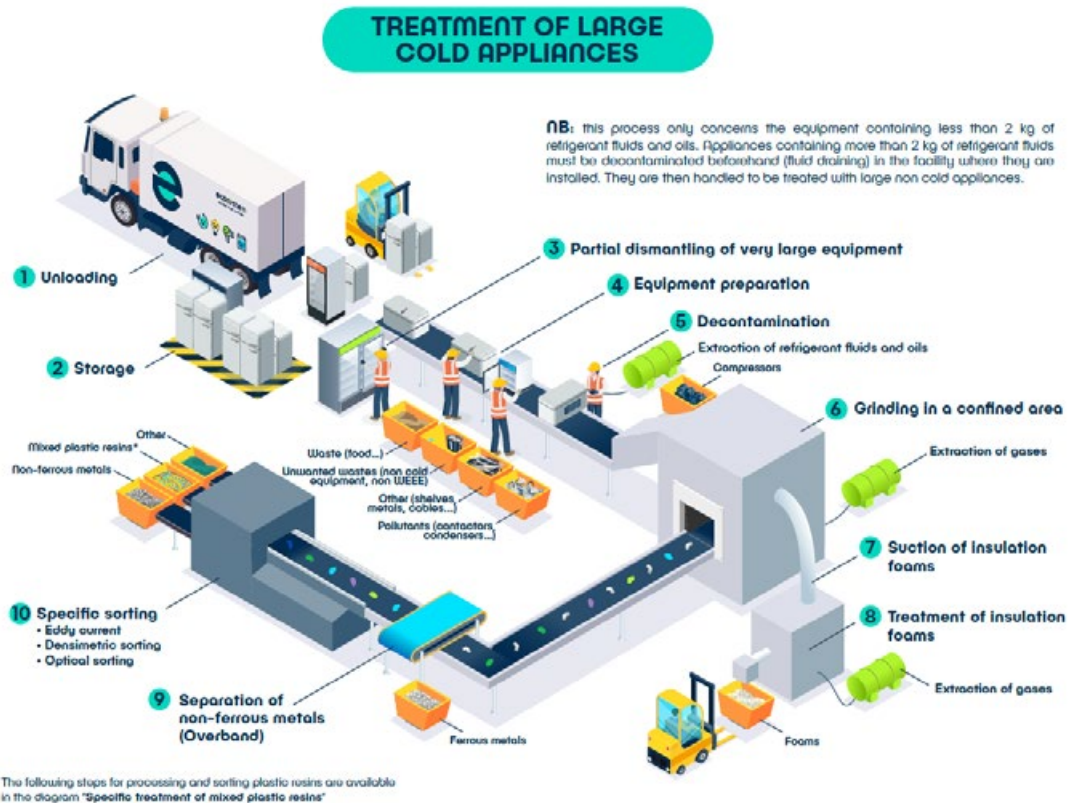 TREATMENT OF LARGE
COLD APPLIANCES
NB: this process only concerns the equipment containing less than 2 kg of
refrigerant fluids and oils. Appliances containing more than 2 kg of refrigerant fluids
must be decontaminated beforehand (fluid draining) in the facility where they are
installed. They are then handled to be treated with large non cold appliances.
1 Unloading
2 Storage
3 Partial dismantling of very large equipment
4 Equipment preparation
5 Decontamination
Extraction of refrigerant fluids and oils
Compressors
6 Grinding in a confined area
Extraction of gases
Waste (food...)
Unwanted wastes (non cold
equipment, non WEEE)
Other (shelves,
metals, cables...)
Pollutants (contactors,
condensers...)
7 Suction of insulation
foams
8 Treatment of insulation
foams
Extraction of gases
Foams
9 Separation of
non-ferrous metals
(Overband)
Ferrous metals
10 Specific sorting
• Eddy current
• Densimetric sorting
• Optical sorting
Other
Mixed plastic resins*
Non-ferrous metals
The following steps for processing and sorting plastic resins are available
in the diagram "Specific treatment of mixed plastic resins"